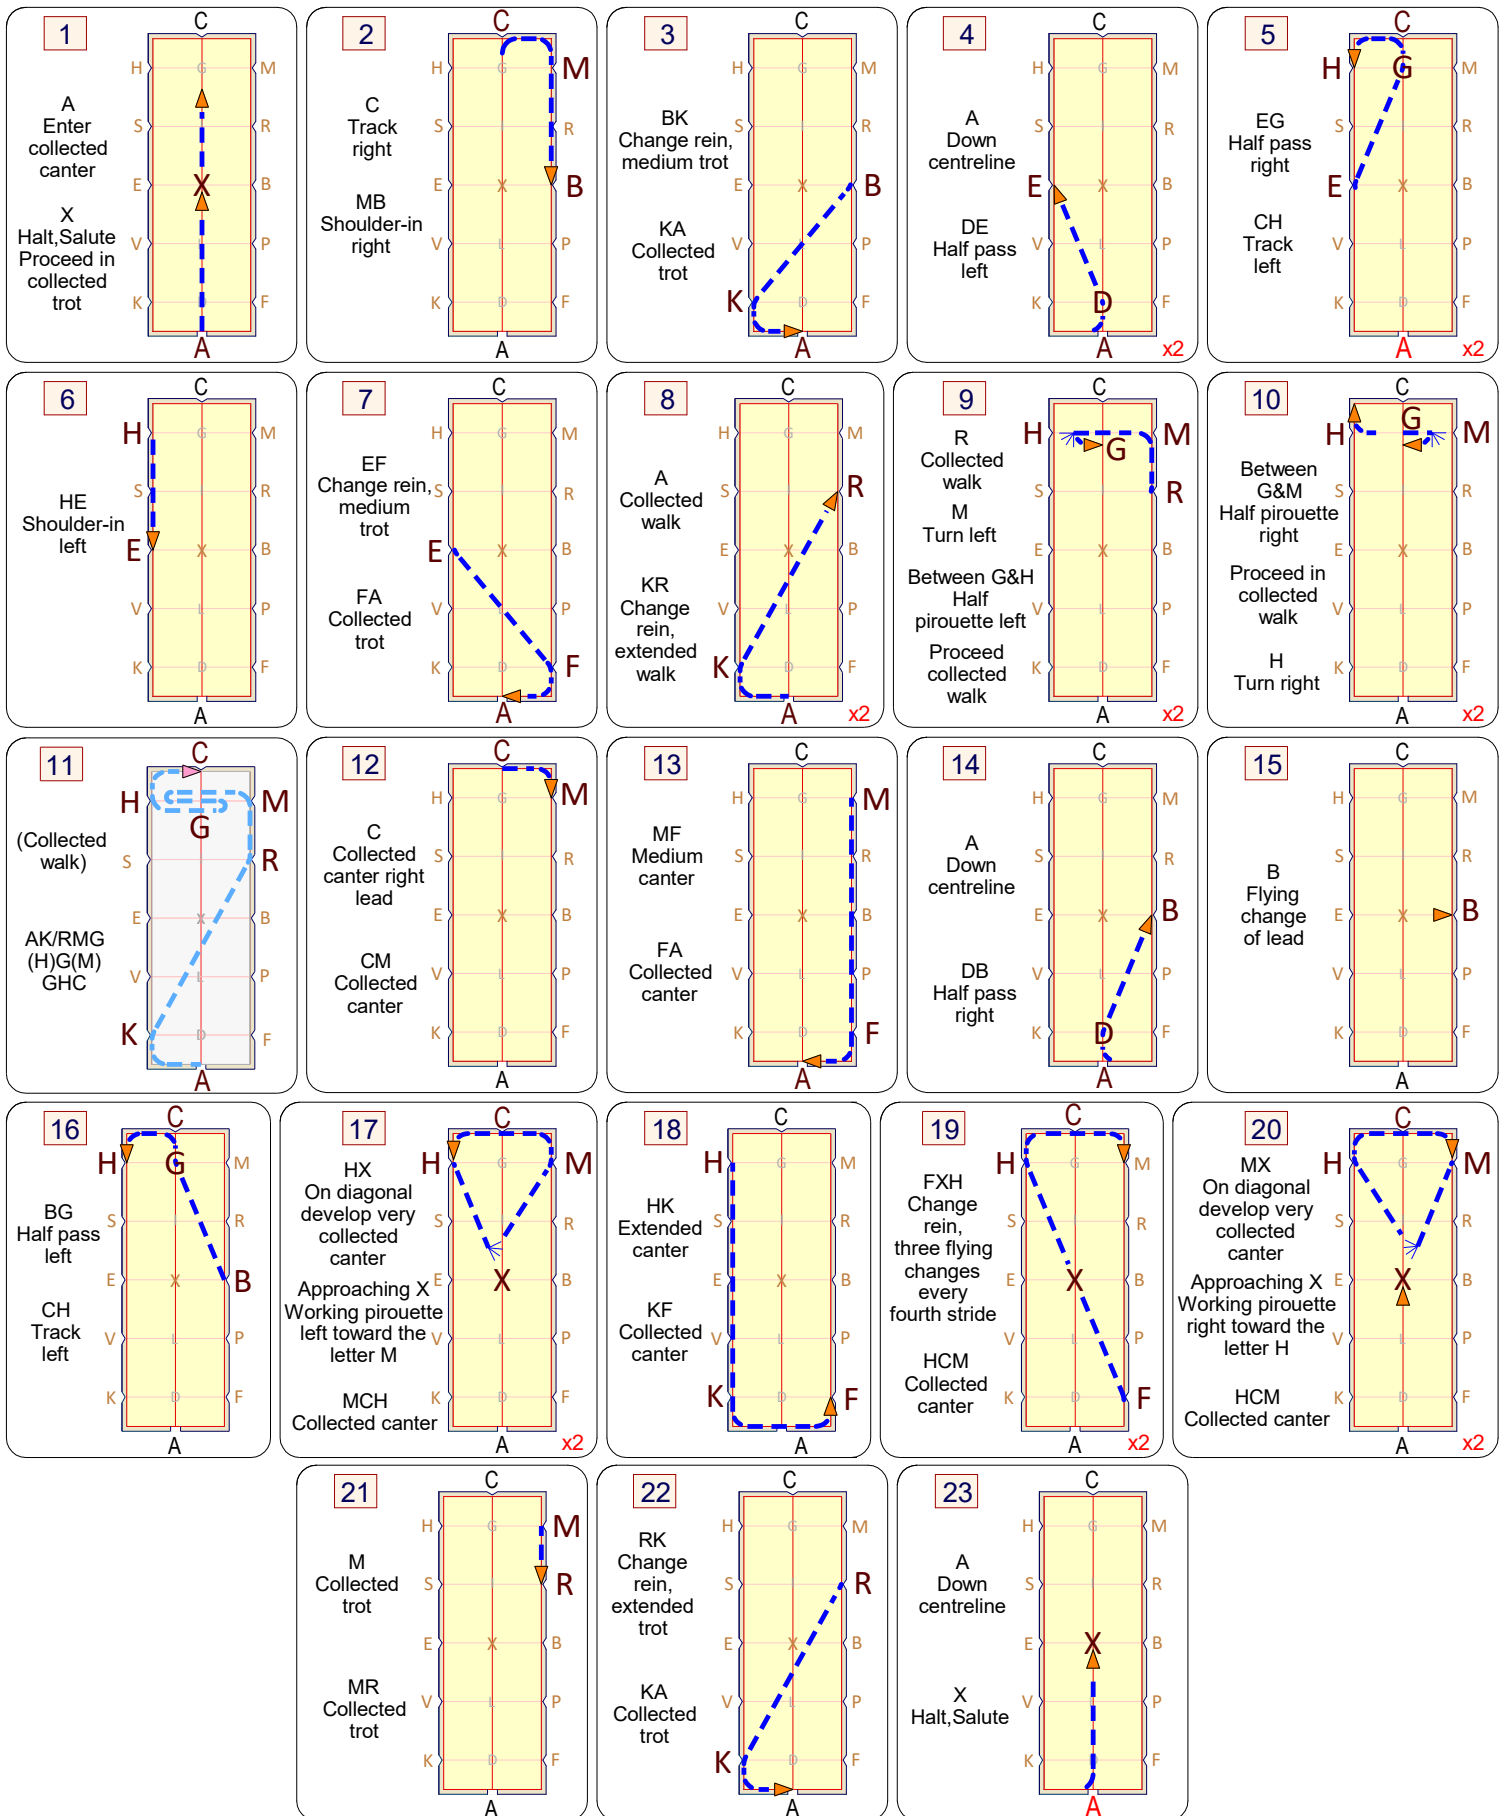 1
C
A
Enter
collected
canter
X
Halt,Salute
Proceed in
collected
trot
H G M
S R
E X B
V P
K F
A
2
C
C
Track
right
MB
Shoulder-in
right
H G M
S R
E X B
V L P
K D F
A
3
C
BK
Change rein,
medium trot
KA
Collected
trot
H G M
S R
E X B
V L P
K D F
A
4
C
A
Down
centreline
DE
Half pass
left
H G M
S R
E X B
V L P
K D F
A
x2
5
C
EG
Half pass
right
CH
Track
left
H G M
S R
E X B
V L P
K D F
A
x2
6
C
HE
Shoulder-in
left
H G M
S R
E X B
V L P
K D F
A
7
C
EF
Change rein,
medium
trot
FA
Collected
trot
H G M
S R
E X B
V L P
K D F
A
8
C
A
Collected
walk
KR
Change
rein,
extended
walk
H G M
S R
E X B
V L P
K D F
A
x2
9
C
R
Collected
walk
M
Turn left
Between G&H
Half
pirouette left
Proceed
collected
walk
H G M
S R
E X B
V L P
K D F
A
x2
10
C
Between
G&M
Half pirouette
right
Proceed in
collected
walk
H
Turn right
H G M
S R
E X B
V L P
K D F
A
x2
11
C
(Collected
walk)
AK/RMG
(H)G(M)
GHC
H G M
S R
E X B
V L P
K D F
A
12
C
C
Collected
canter right
lead
CM
Collected
canter
H G M
S R
E X B
V L P
K D F
A
13
C
MF
Medium
canter
FA
Collected
canter
H G M
S R
E X B
V L P
K D F
A
14
C
A
Down
centreline
DB
Half pass
right
H G M
S R
E X B
V L P
K D F
A
15
C
B
Flying
change
of lead
H G M
S R
E X B
V L P
K D F
A
16
C
BG
Half pass
left
CH
Track
left
H G M
S R
E X B
V L P
K D F
A
17
C
HX
On diagonal
develop very
collected
canter
Approaching X
Working pirouette
left toward the
letter M
MCH
Collected canter
H G M
S R
E X B
V L P
K D F
A
x2
18
C
HK
Extended
canter
KF
Collected
canter
H G M
S R
E X B
V L P
K D F
A
19
C
FXH
Change
rein,
three flying
changes
every
fourth stride
HCM
Collected
canter
H G M
S R
E X B
V L P
K D F
A
x2
20
C
MX
On diagonal
develop very
collected
canter
Approaching X
Working pirouette
right toward the
letter H
HCM
Collected canter
H G M
S R
E X B
V L P
K D F
A
x2
21
C
M
Collected
trot
MR
Collected
trot
H G M
S R
E X B
V L P
K D F
A
22
C
RK
Change
rein,
extended
trot
KA
Collected
trot
H G M
S R
E X B
V L P
K D F
A
23
C
A
Down
centreline
X
Halt,Salute
H G M
S R
E X B
V P
K F
A